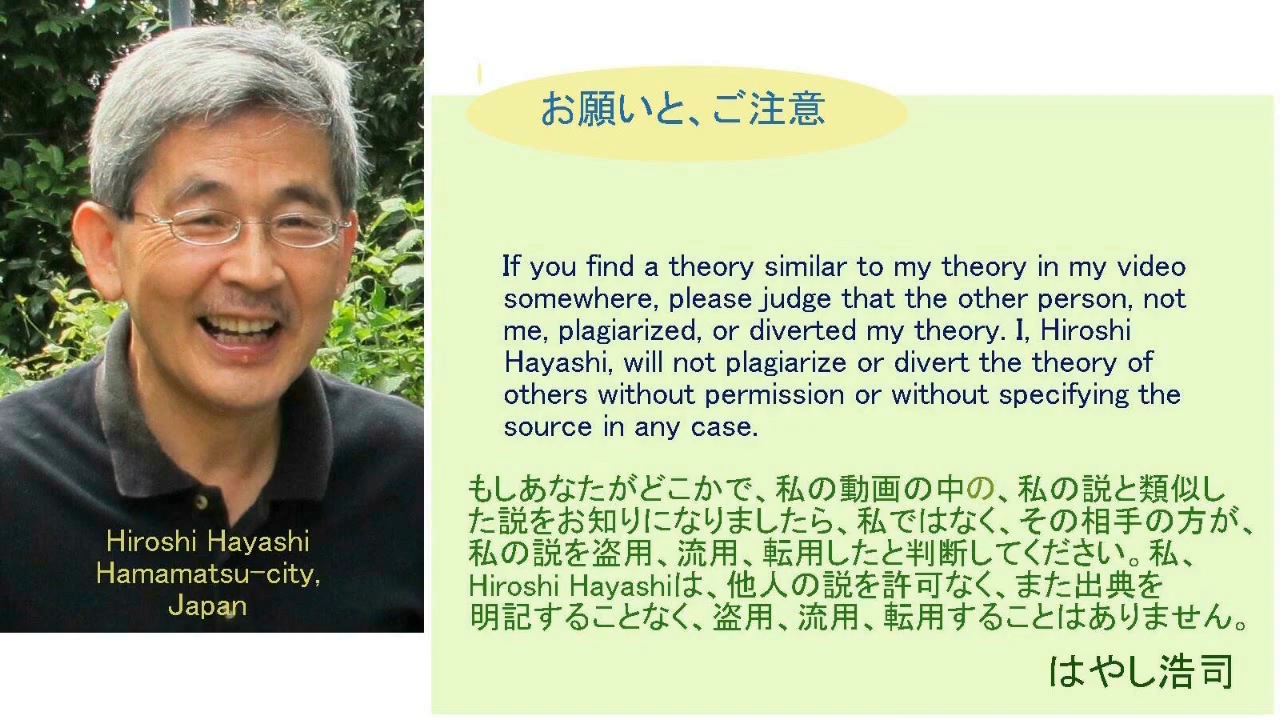 お願いと、ご注意
If you find a theory similar to my theory in my video
somewhere, please judge that the other person, not
me, plagiarized, or diverted my theory. I, Hiroshi
Hayashi, will not plagiarize or divert the theory of
others without permission or without specifying the
source in any case.
もしあなたがどこかで、私の動画の中の、私の説と類似し
た説をお知りになりましたら、私ではなく、その相手の方が、
私の説を盗用、流用、転用したと判断してください。私、
Hiroshi Hayashiは、他人の説を許可なく、また出典を
明記することなく、盗用、流用、転用することはありません。
はやし浩司
Hiroshi Hayashi
Hamamatsu-city,
Japan